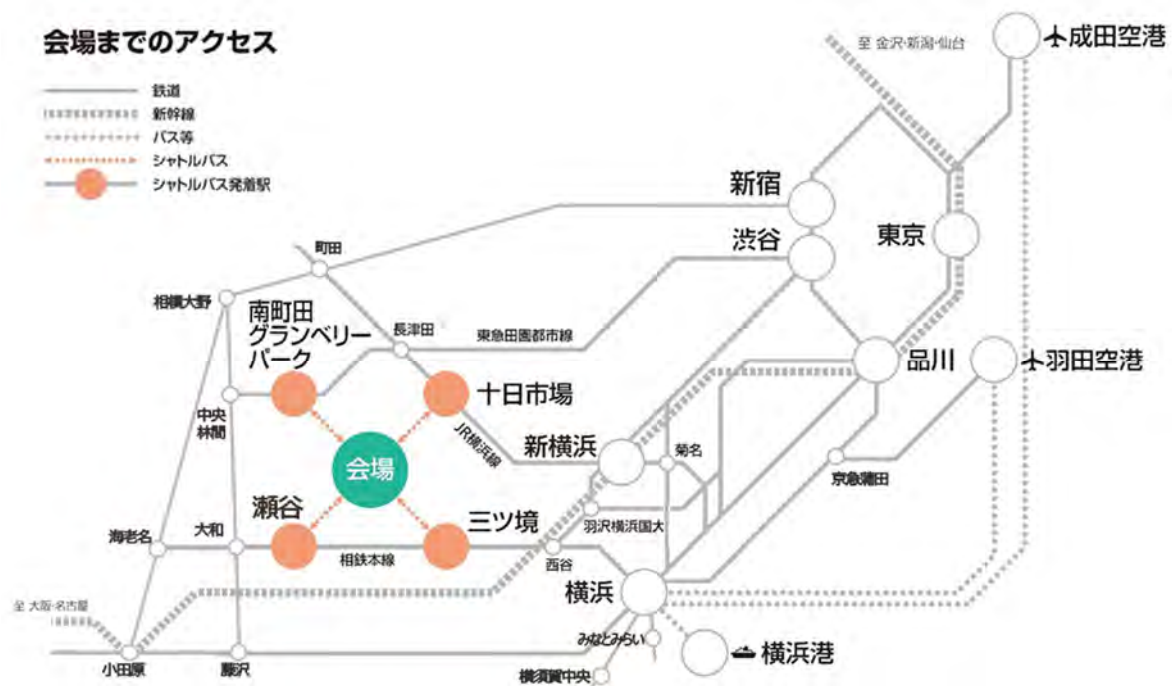 会場までのアクセス
鉄道
新幹線
バス等
シャトルバス
シャトルバス発着駅
至 金沢・新潟・仙台
成田空港
新宿
渋谷
東京
町田
相模大野
南町田
グランベリー
パーク
長津田
東急田園都市線
品川
羽田空港
中央
林間
十日市場
JR横浜線
新横浜
菊名
会場
京急蒲田
瀬谷
三ツ境
羽沢横浜国大
海老名
大和
相鉄本線
西谷
横浜
至 大阪・名古屋
みなとみらい
横浜港
小田原
藤沢
横須賀中央